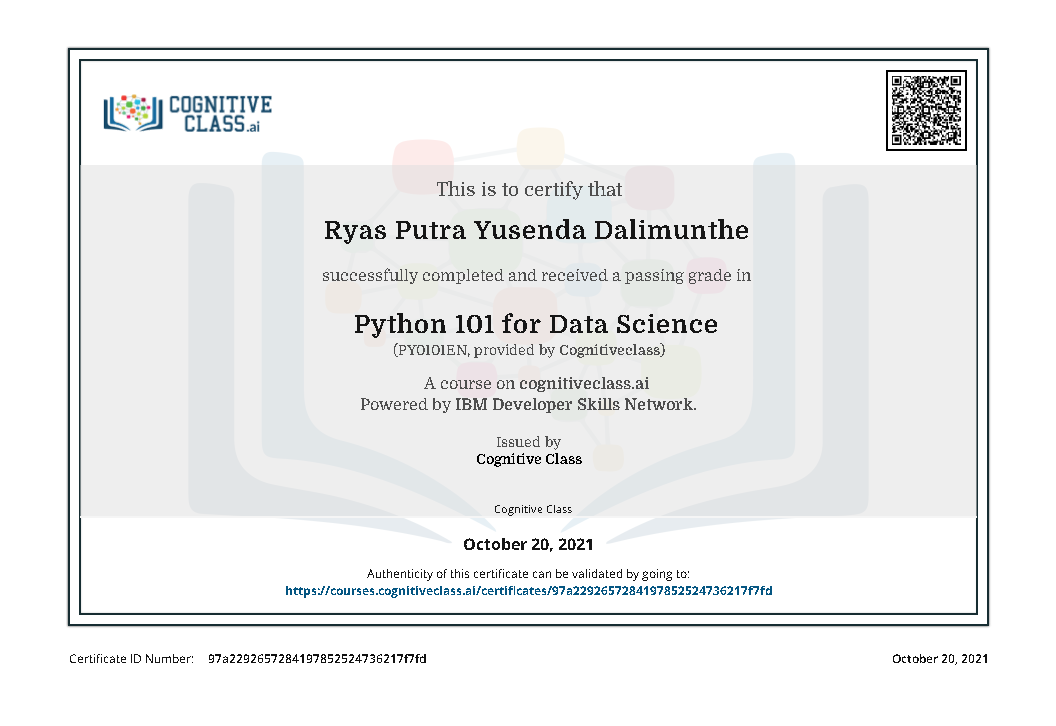 COGNITIVE
CLASS.ai
This is to certify that
Ryas Putra Yusenda Dalimunthe
successfully completed and received a passing grade in
Python 101 for Data Science
(PY0101EN, provided by Cognitiveclass)
A course on cognitiveclass.ai
Powered by IBM Developer Skills Network.
Issued by
Cognitive Class
Cognitive Class
October 20, 2021
Authenticity of this certificate can be validated by going to:
https://courses.cognitiveclass.ai/certificates/97a2292657284197852524736217f7fd
Certificate ID Number: 97a2292657284197852524736217f7fd
October 20, 2021